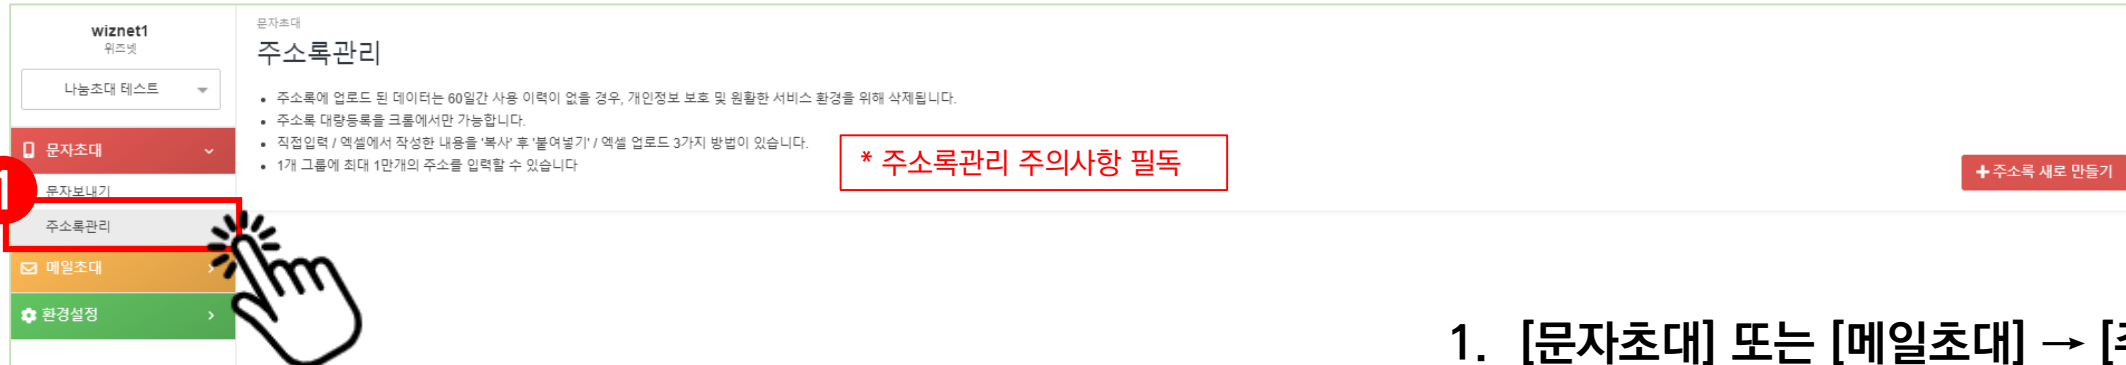 wiznet1
위즈넷
나눔초대 테스트
문자초대
문자보내기
주소록관리
메일초대
환경설정
1
문자초대
주소록관리
주소록에 업로드 된 데이터는 60일간 사용 이력이 없을 경우, 개인정보 보호 및 원활한 서비스 환경을 위해 삭제됩니다.
주소록 대량등록을 크롬에서만 가능합니다.
직접입력 / 엑셀에서 작성한 내용을 '복사' 후 '붙여넣기' / 엑셀 업로드 3가지 방법이 있습니다.
1개 그룹에 최대 1만개의 주소를 입력할 수 있습니다
* 주소록관리 주의사항 필독
+ 주소록 새로 만들기
1. [문자초대] 또는 [메일초대] → [